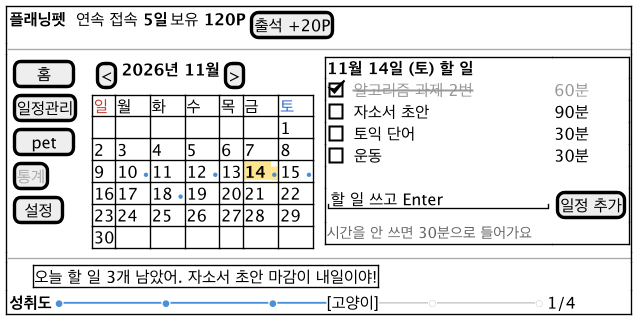 플래닝펫 연속 접속 5일 보유 120P 출석 +20P
홈
일정관리
pet
통계
설정
< 2026년 11월 >
일 월 화 수 목 금 토
1
2 3 4 5 6 7 8
9 10 11 12 13 14 15
16 17 18 19 20 21 22
23 24 25 26 27 28 29
30
11월 14일 (토) 할 일
알고리즘 과제 2번 60분
자소서 초안 90분
토익 단어 30분
운동 30분
할 일 쓰고 Enter 일정 추가
시간을 안 쓰면 30분으로 들어가요
오늘 할 일 3개 남았어. 자소서 초안 마감이 내일이야!
성취도 [고양이] 1/4